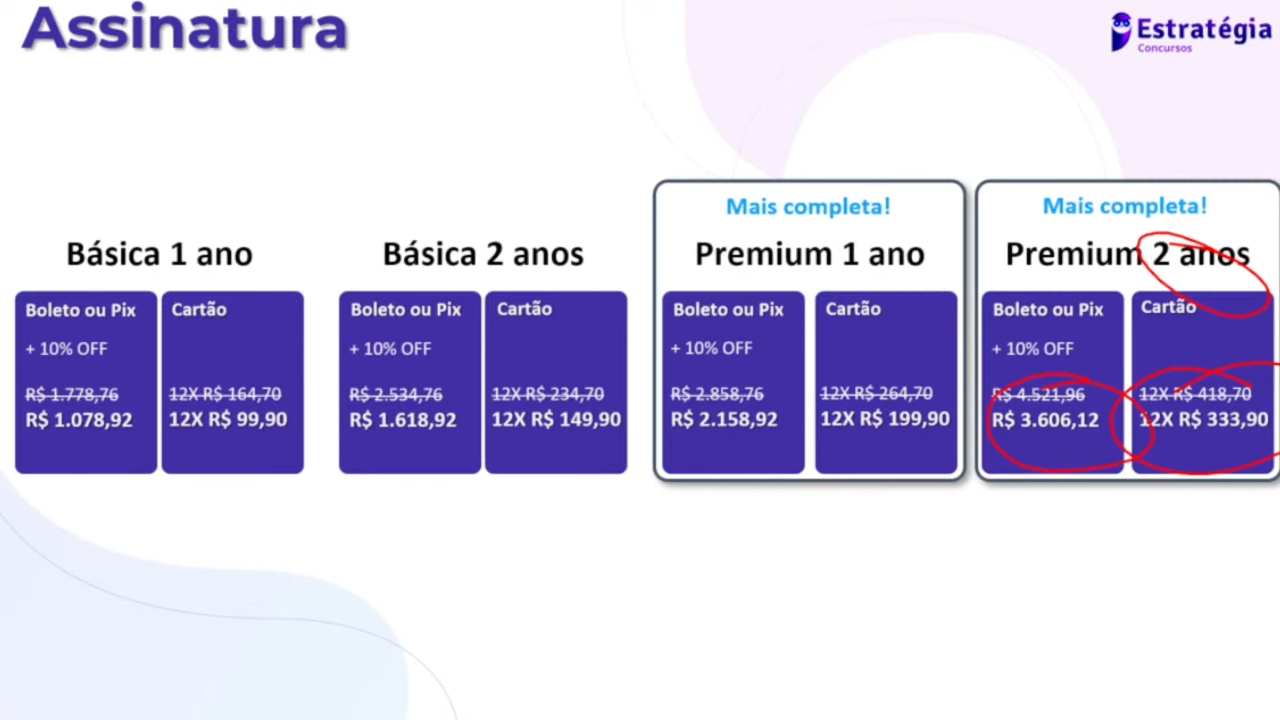 Assinatura
Estratégia
Concursos
Básica 1 ano
Boleto ou Pix
+ 10% OFF
R$ 1.778,76
R$ 1.078,92
Cartão
12X R$ 164,70
12X R$ 99,90
Básica 2 anos
Boleto ou Pix
+ 10% OFF
R$ 2.534,76
R$ 1.618,92
Cartão
12X R$ 234,70
12X R$ 149,90
Mais completa!
Premium 1 ano
Boleto ou Pix
+ 10% OFF
R$ 2.858,76
R$ 2.158,92
Cartão
12X R$ 264,70
12X R$ 199,90
Mais completa!
Premium 2 anos
Boleto ou Pix
+ 10% OFF
R$ 4.521,96
R$ 3.606,12
Cartão
12X R$ 418,70
12X R$ 333,90